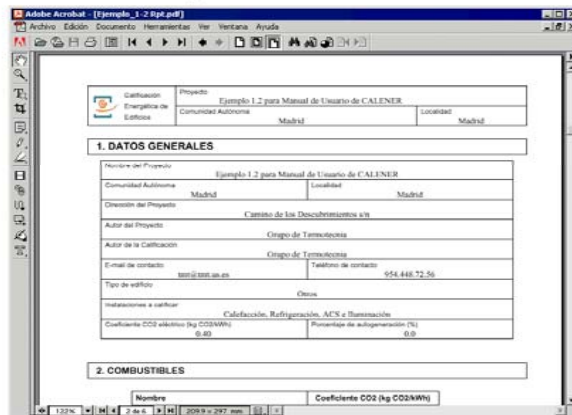 Adobe Acrobat - [Ejemplo_1-2 Rpt.pdf]
Archivo Edición Documento Herramientas Ver Ventana Ayuda
Calificación
Energética de
Edificios
Proyecto
Ejemplo 1.2 para Manual de Usuario de CALENER
Comunidad Autónoma
Madrid
Localidad
Madrid
1. DATOS GENERALES
Nombre del Proyecto
Ejemplo 1.2 para Manual de Usuario de CALENER
Comunidad Autónoma
Madrid
Localidad
Madrid
Dirección del Proyecto
Camino de los Descubrimientos s/n
Autor del Proyecto
Grupo de Termotecnia
Autor de la Calificación
Grupo de Termotecnia
E-mail de contacto
tmt@tmt.us.es
Teléfono de contacto
954.448.72.56
Tipo de edificio
Otros
Instalaciones a calificar
Calefacción, Refrigeración, ACS e Iluminación
Coeficiente CO2 eléctrico (kg CO2/kWh)
0.40
Porcentaje de autogeneración (%)
0.0
2. COMBUSTIBLES
Nombre Coeficiente CO2 (kg CO2/kWh)
122% 2 de 6 209.9 x 297 mm